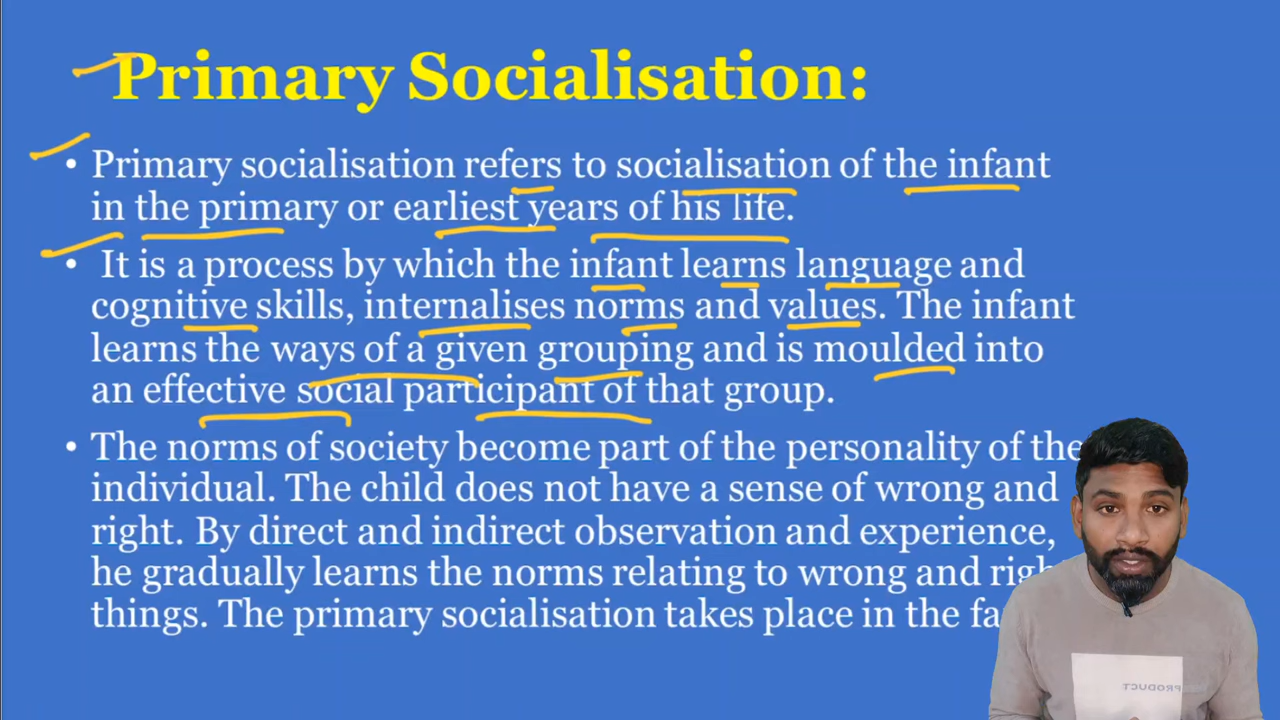 Primary Socialisation:
• Primary socialisation refers to socialisation of the infant
in the primary or earliest years of his life.
• It is a process by which the infant learns language and
cognitive skills, internalises norms and values. The infant
learns the ways of a given grouping and is moulded into
an effective social participant of that group.
• The norms of society become part of the personality of the
individual. The child does not have a sense of wrong and
right. By direct and indirect observation and experience,
he gradually learns the norms relating to wrong and righ
things. The primary socialisation takes place in the fa
PRODUCT